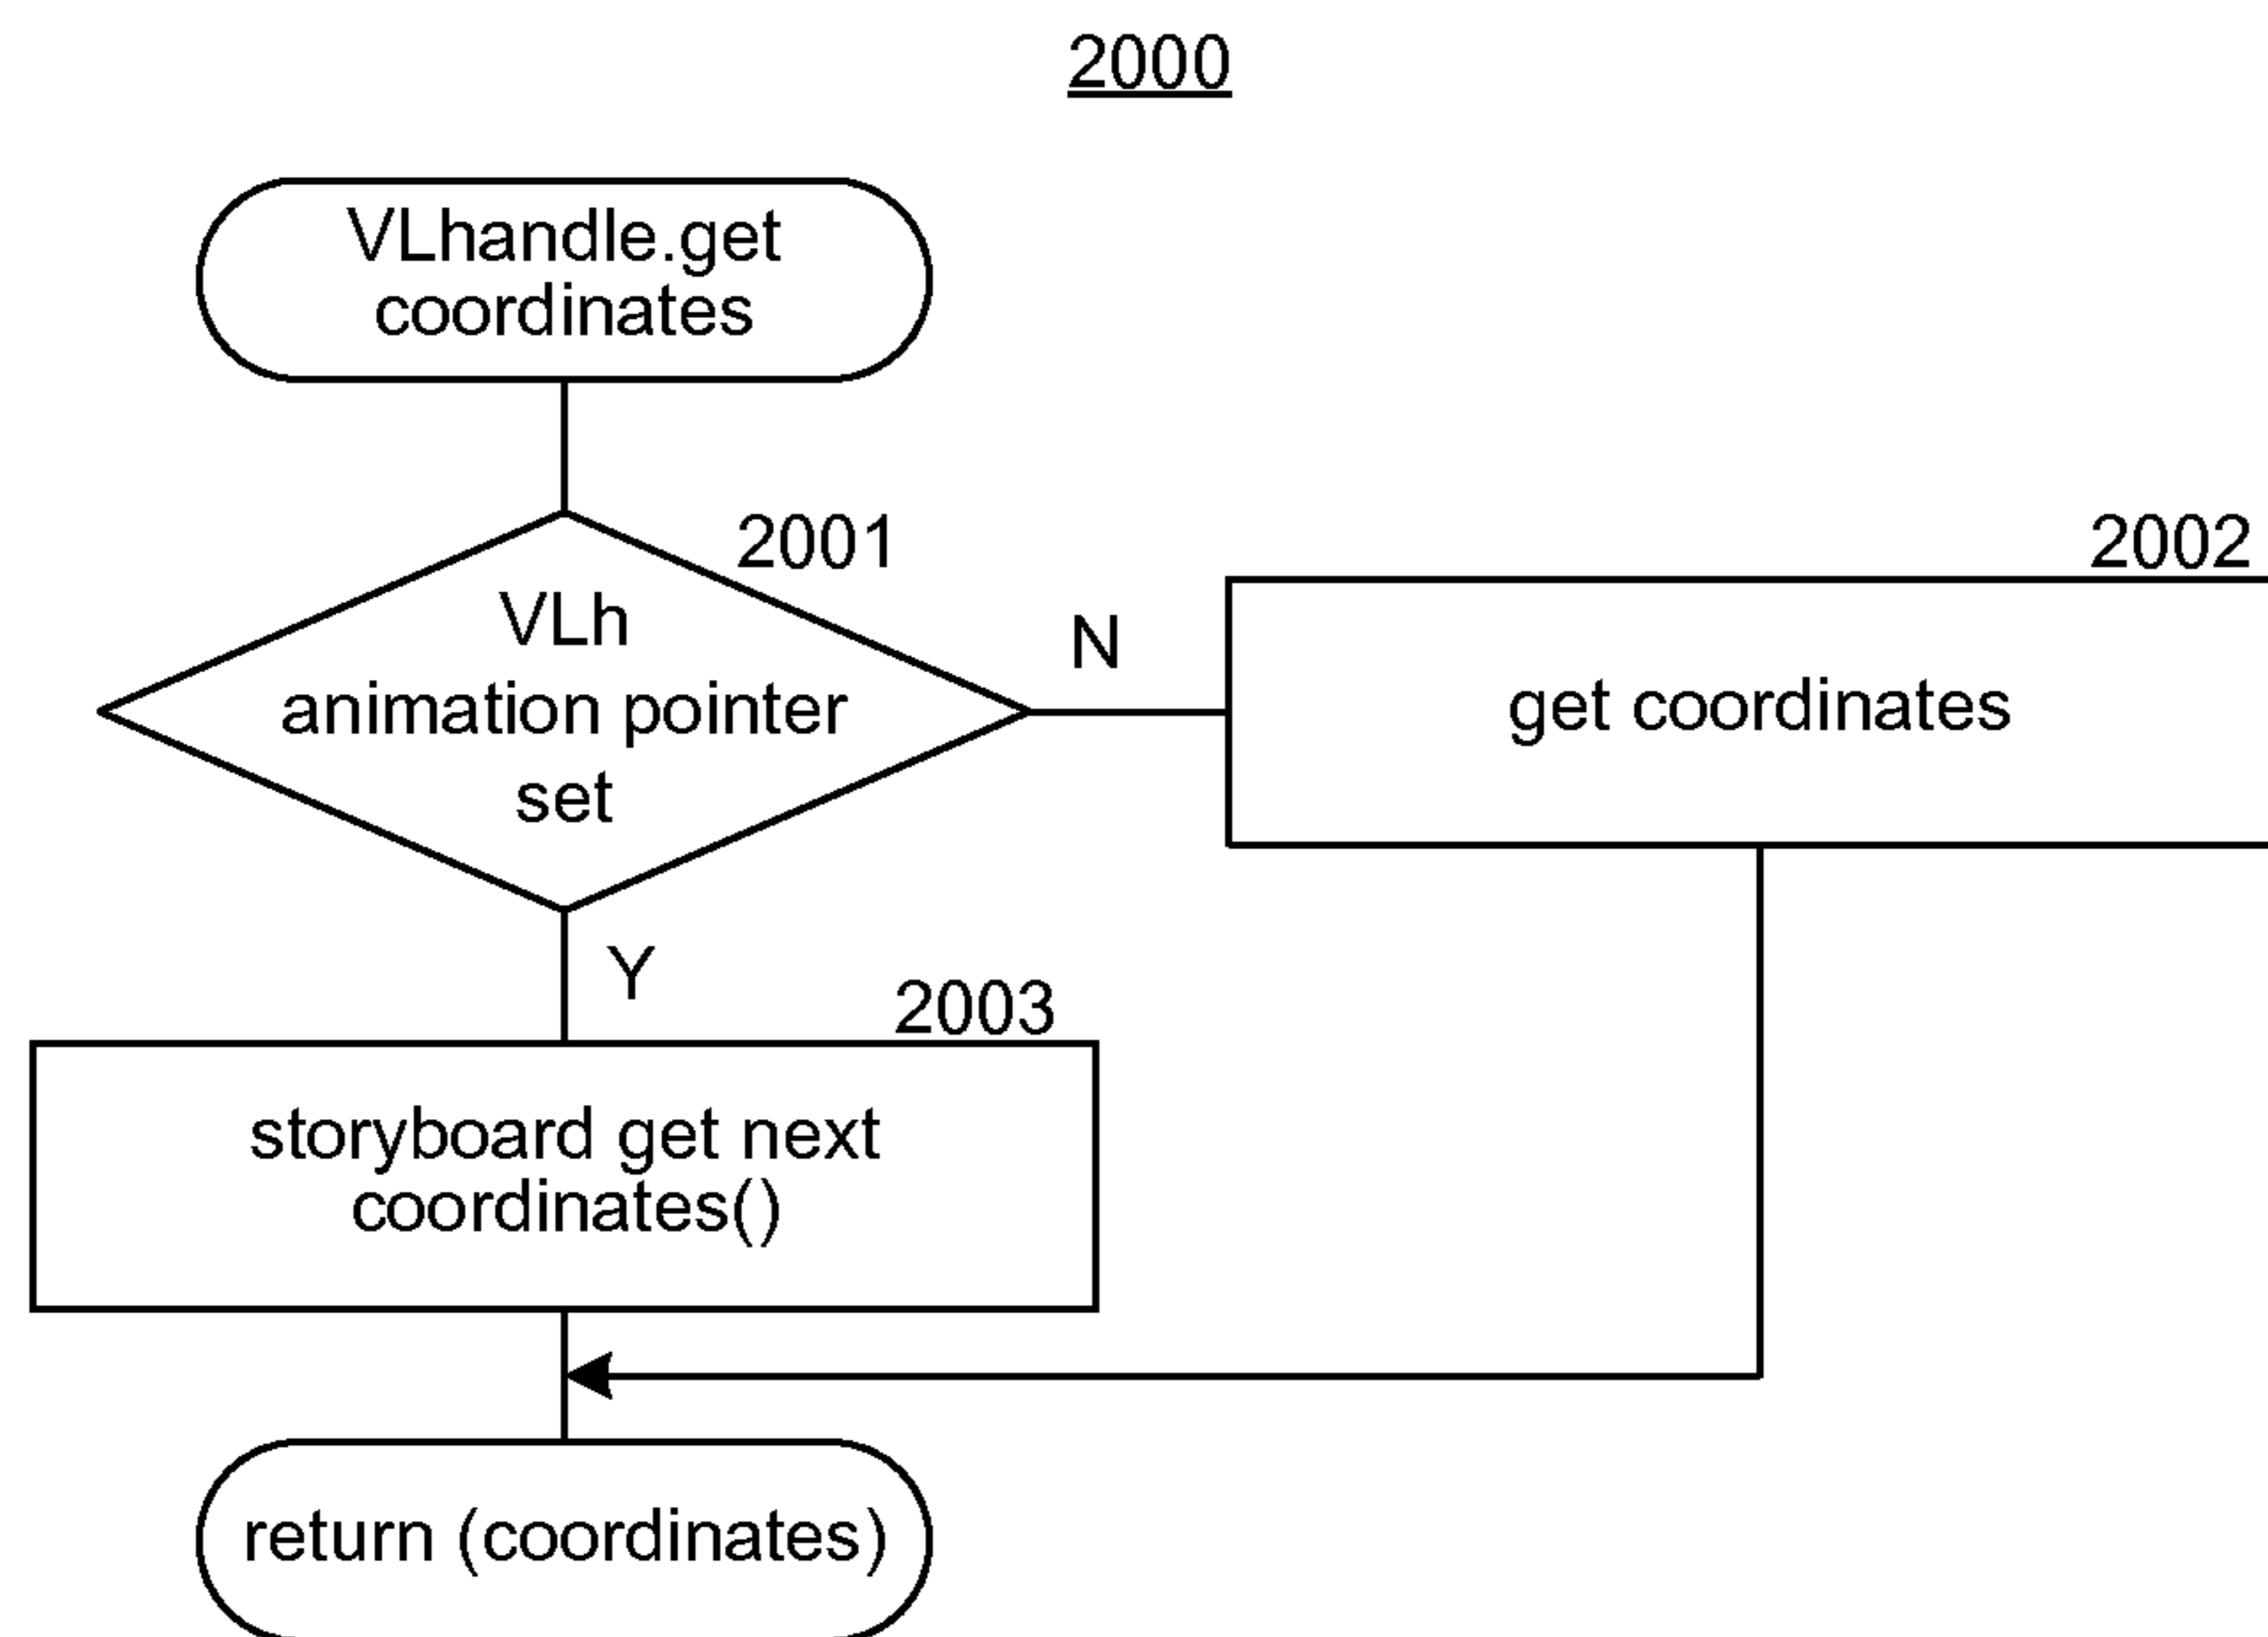 2000
VLhandle.get
coordinates
2001
VLh
animation pointer
set
N
2002
get coordinates
Y
2003
storyboard get next
coordinates()
return (coordinates)